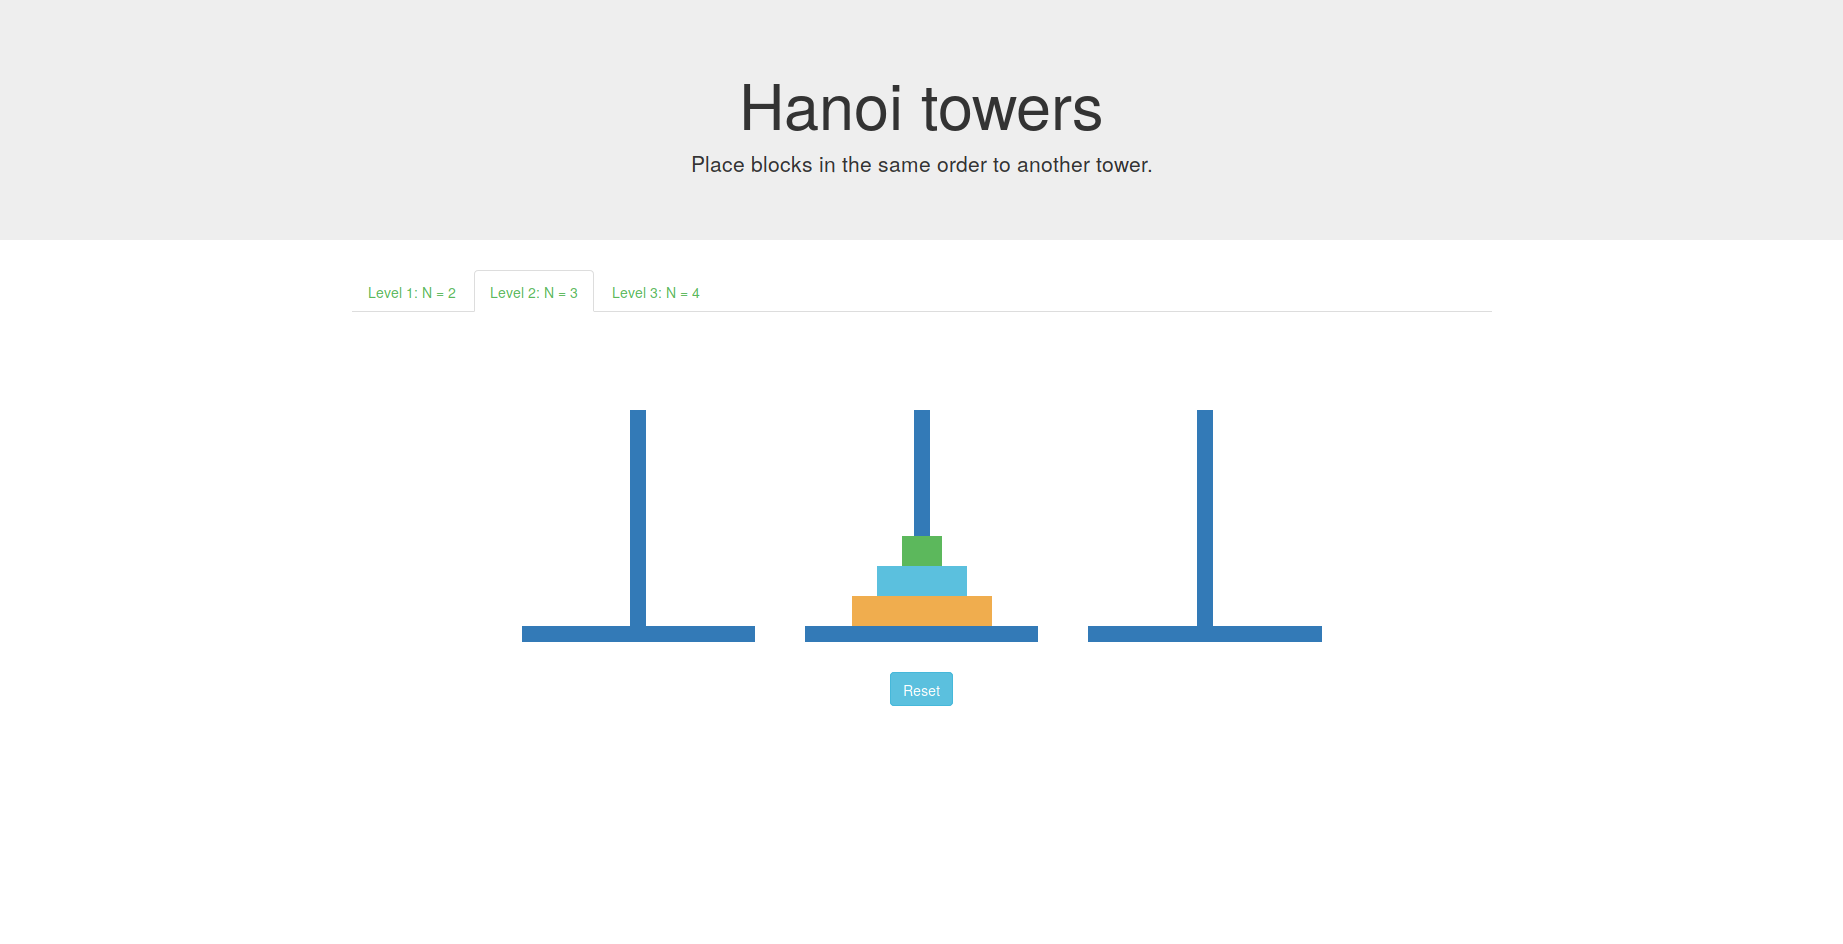 Hanoi towers
Place blocks in the same order to another tower.
Level 1: N = 2 Level 2: N = 3 Level 3: N = 4
Reset